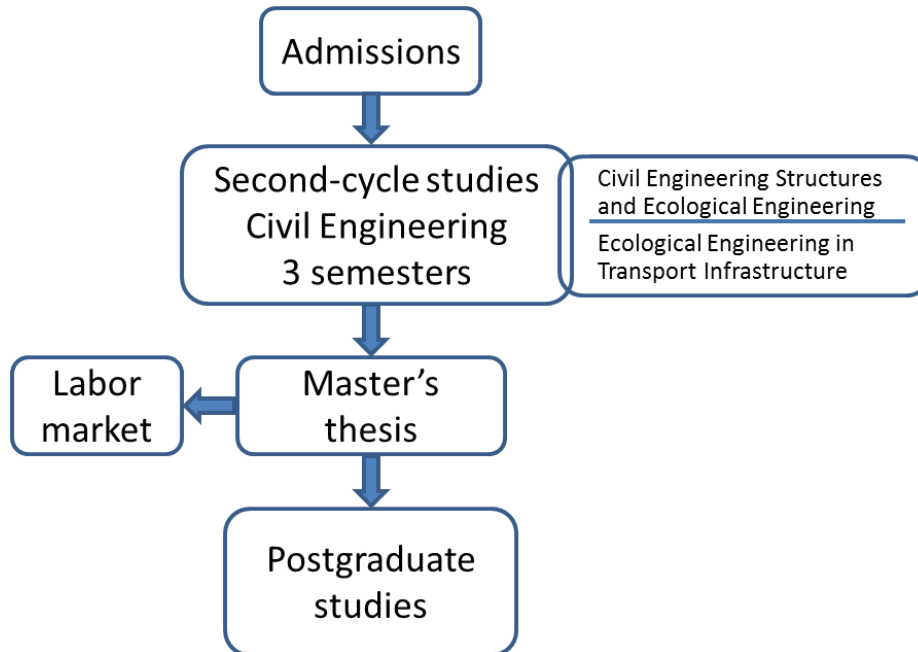 Admissions
Second-cycle studies
Civil Engineering
3 semesters
Civil Engineering Structures
and Ecological Engineering
Ecological Engineering in
Transport Infrastructure
Labor
market
Master’s
thesis
Postgraduate
studies